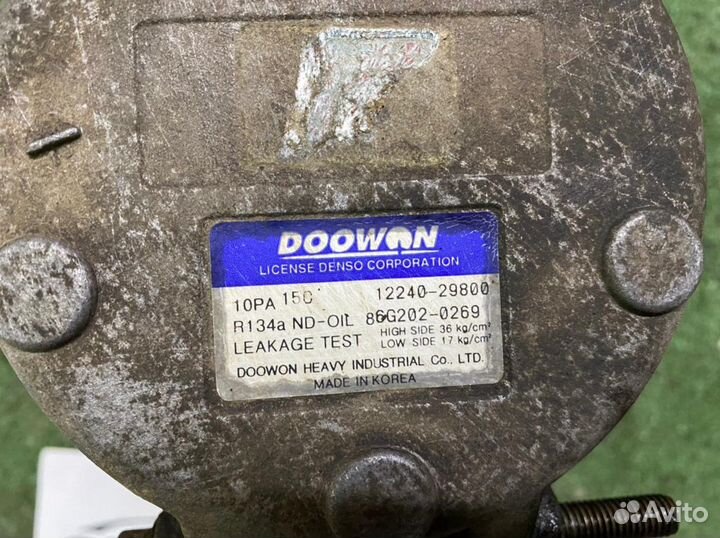 DOOWON
LICENSE DENSO CORPORATION
10PA 15C 12240-29800
R134a ND-OIL 8 6G202-0269
LEAKAGE TEST HIGH SIDE 36 kg/cm²
LOW SIDE 17 kg/cm²
DOOWON HEAVY INDUSTRIAL Co., LTD.
MADE IN KOREA
Avito